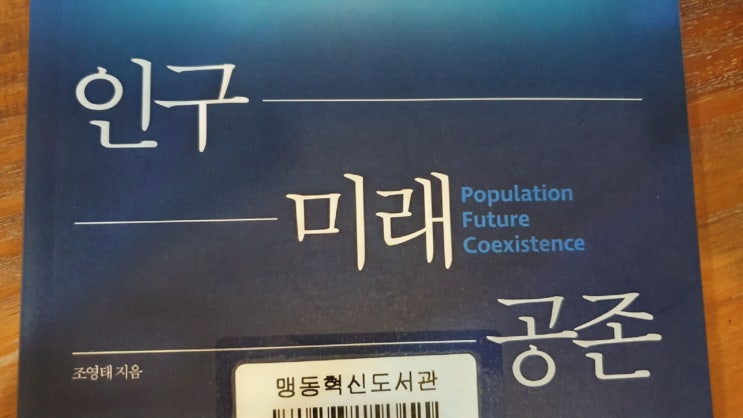 인구
미래
Population
Future
Coexistence
공존
조영태 지음
맹동혁신도서관